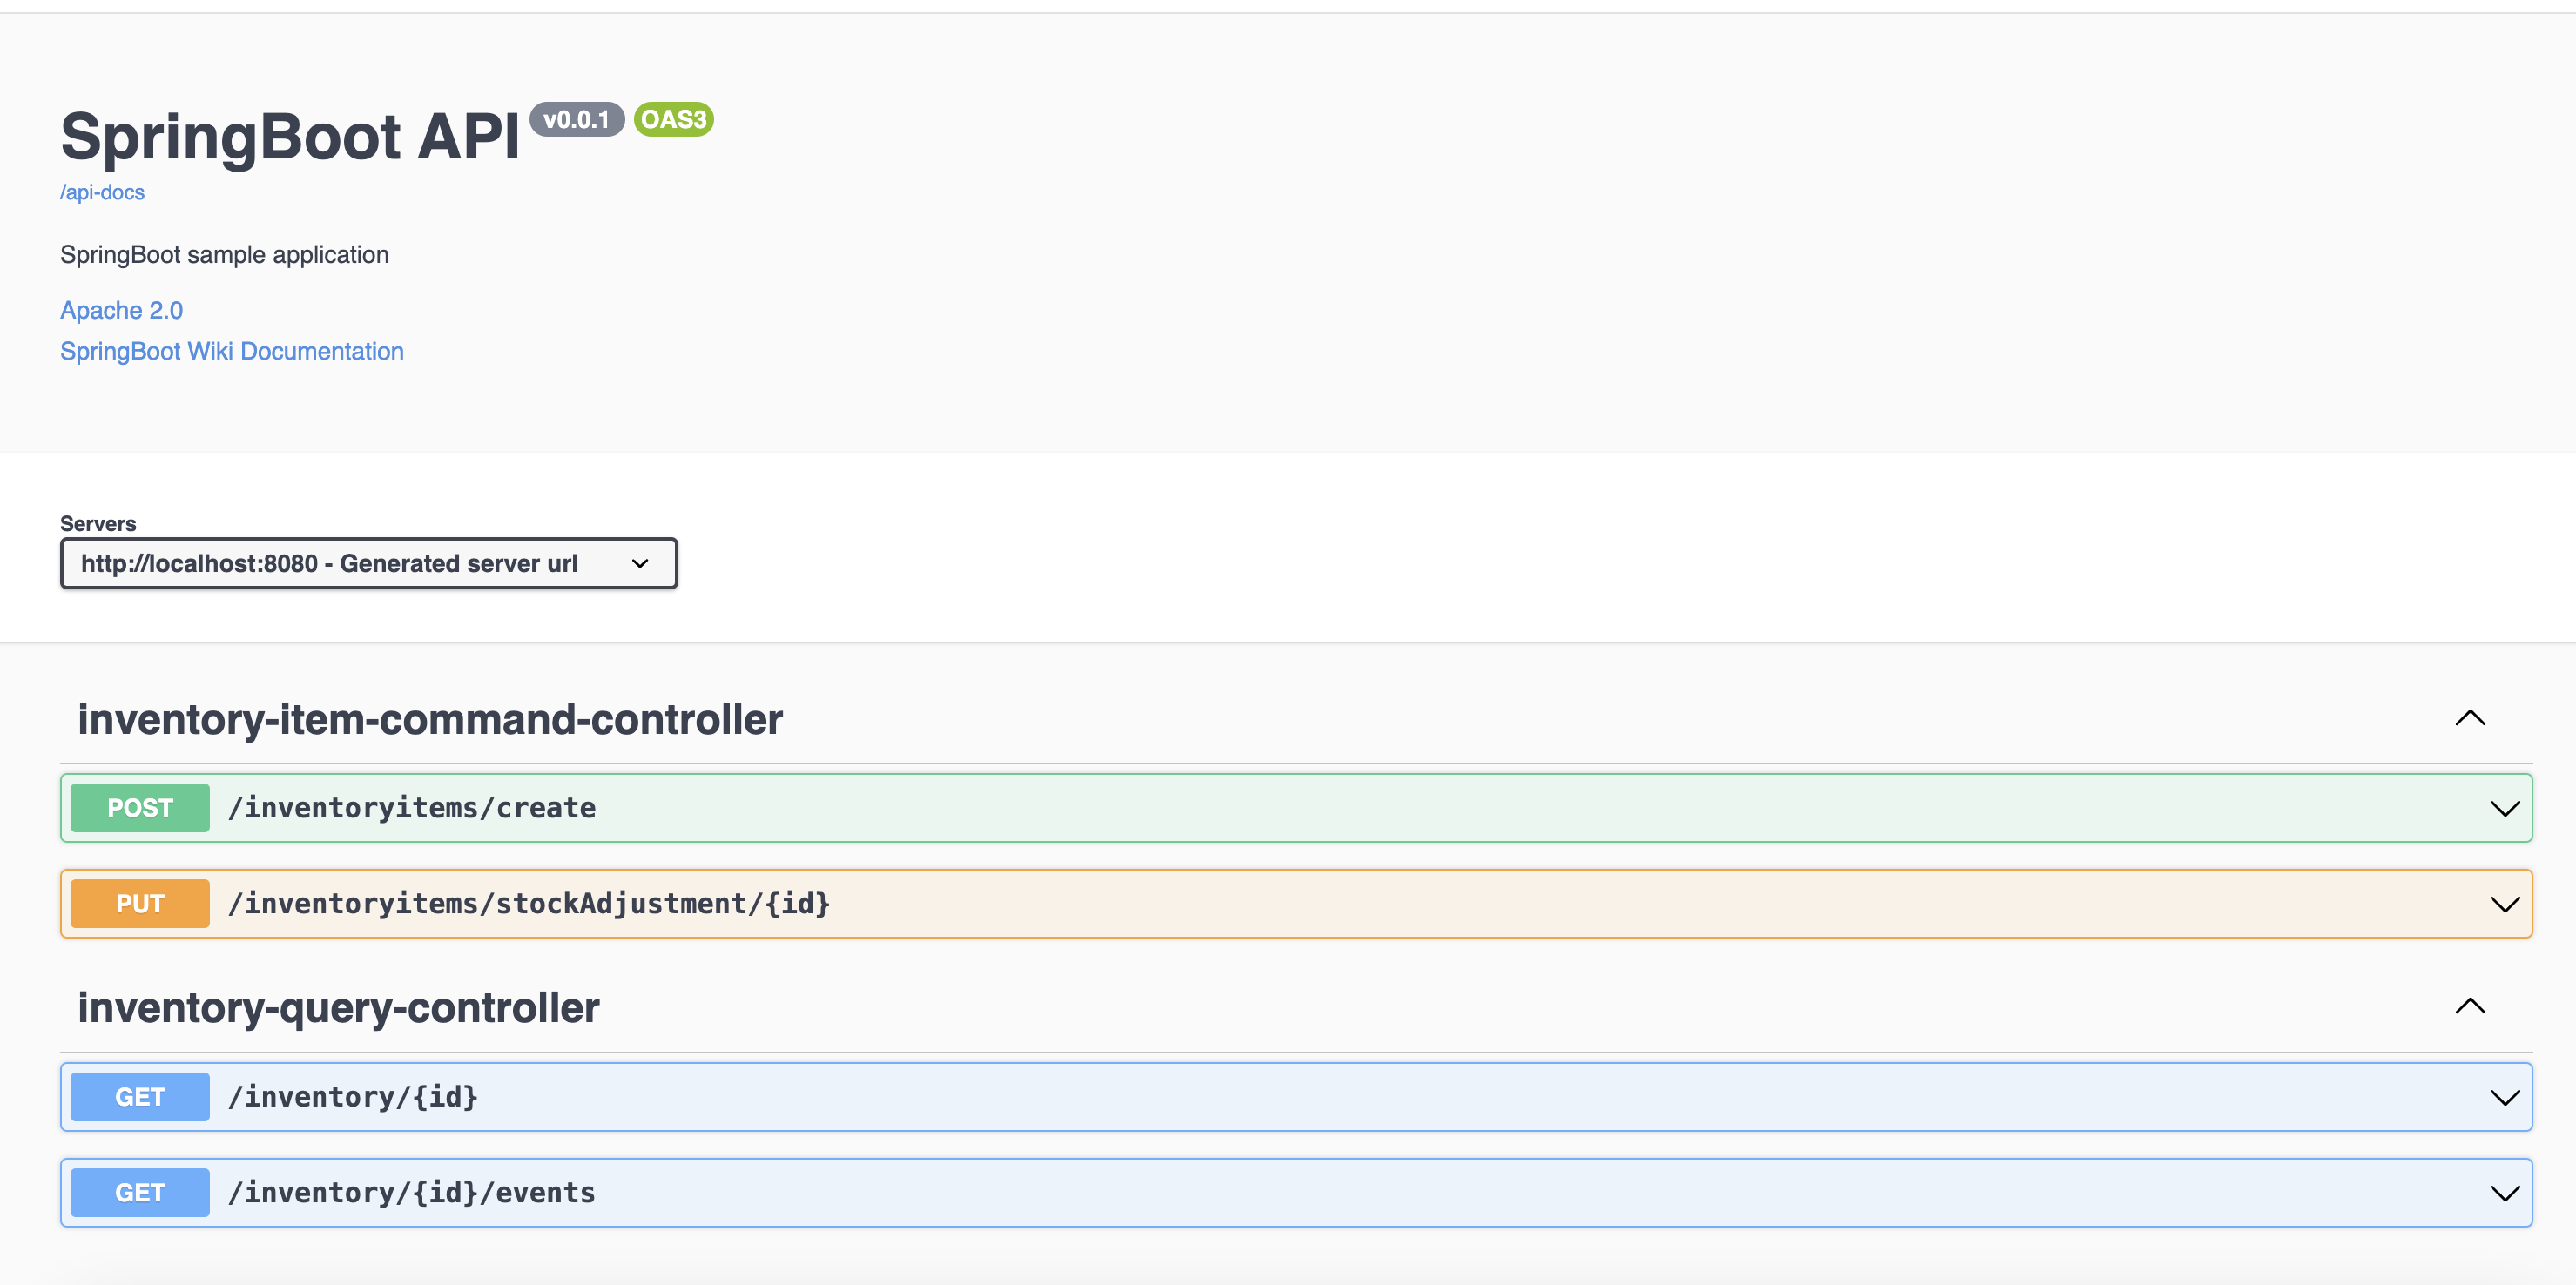 SpringBoot API v0.0.1 OAS3
/api-docs
SpringBoot sample application
Apache 2.0
SpringBoot Wiki Documentation
Servers
http://localhost:8080 - Generated server url
inventory-item-command-controller
POST /inventoryitems/create
PUT /inventoryitems/stockAdjustment/{id}
inventory-query-controller
GET /inventory/{id}
GET /inventory/{id}/events